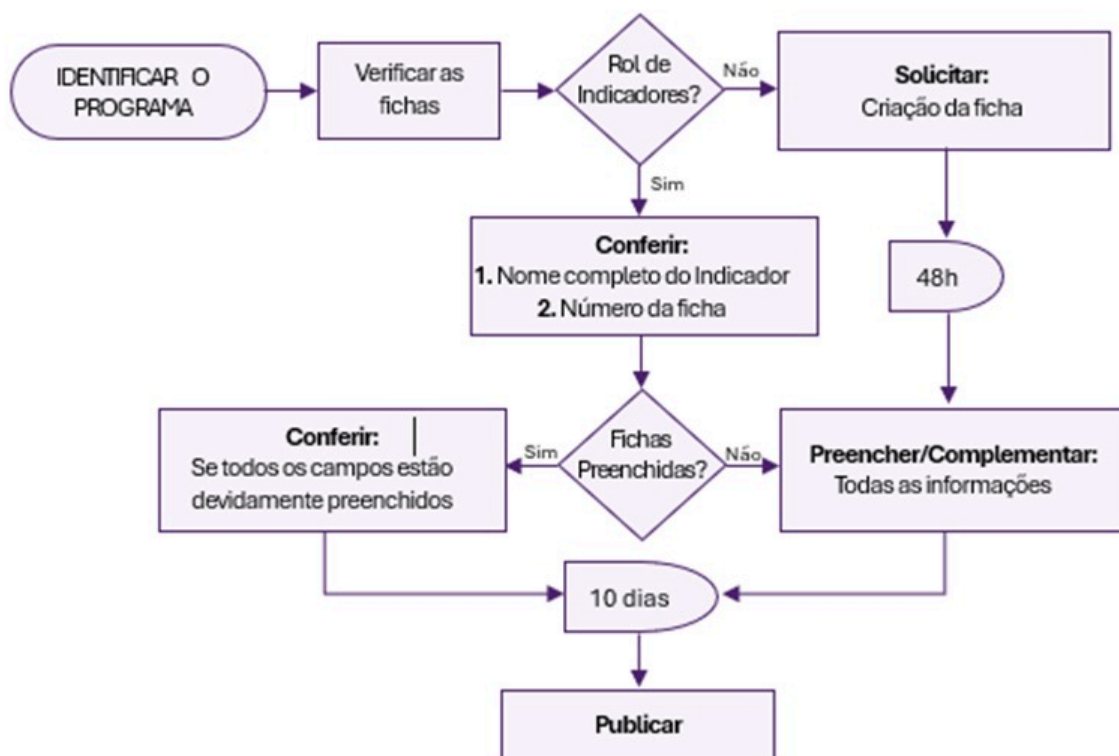 IDENTIFICAR O
PROGRAMA
Verificar as
fichas
Rol de
Indicadores?
Não
Solicitar:
Criação da ficha
Sim
Conferir:
1. Nome completo do Indicador
2. Número da ficha
48h
Conferir:
Se todos os campos estão
devidamente preenchidos
Sim
Fichas
Preenchidas?
Não
Preencher/Complementar:
Todas as informações
10 dias
Publicar